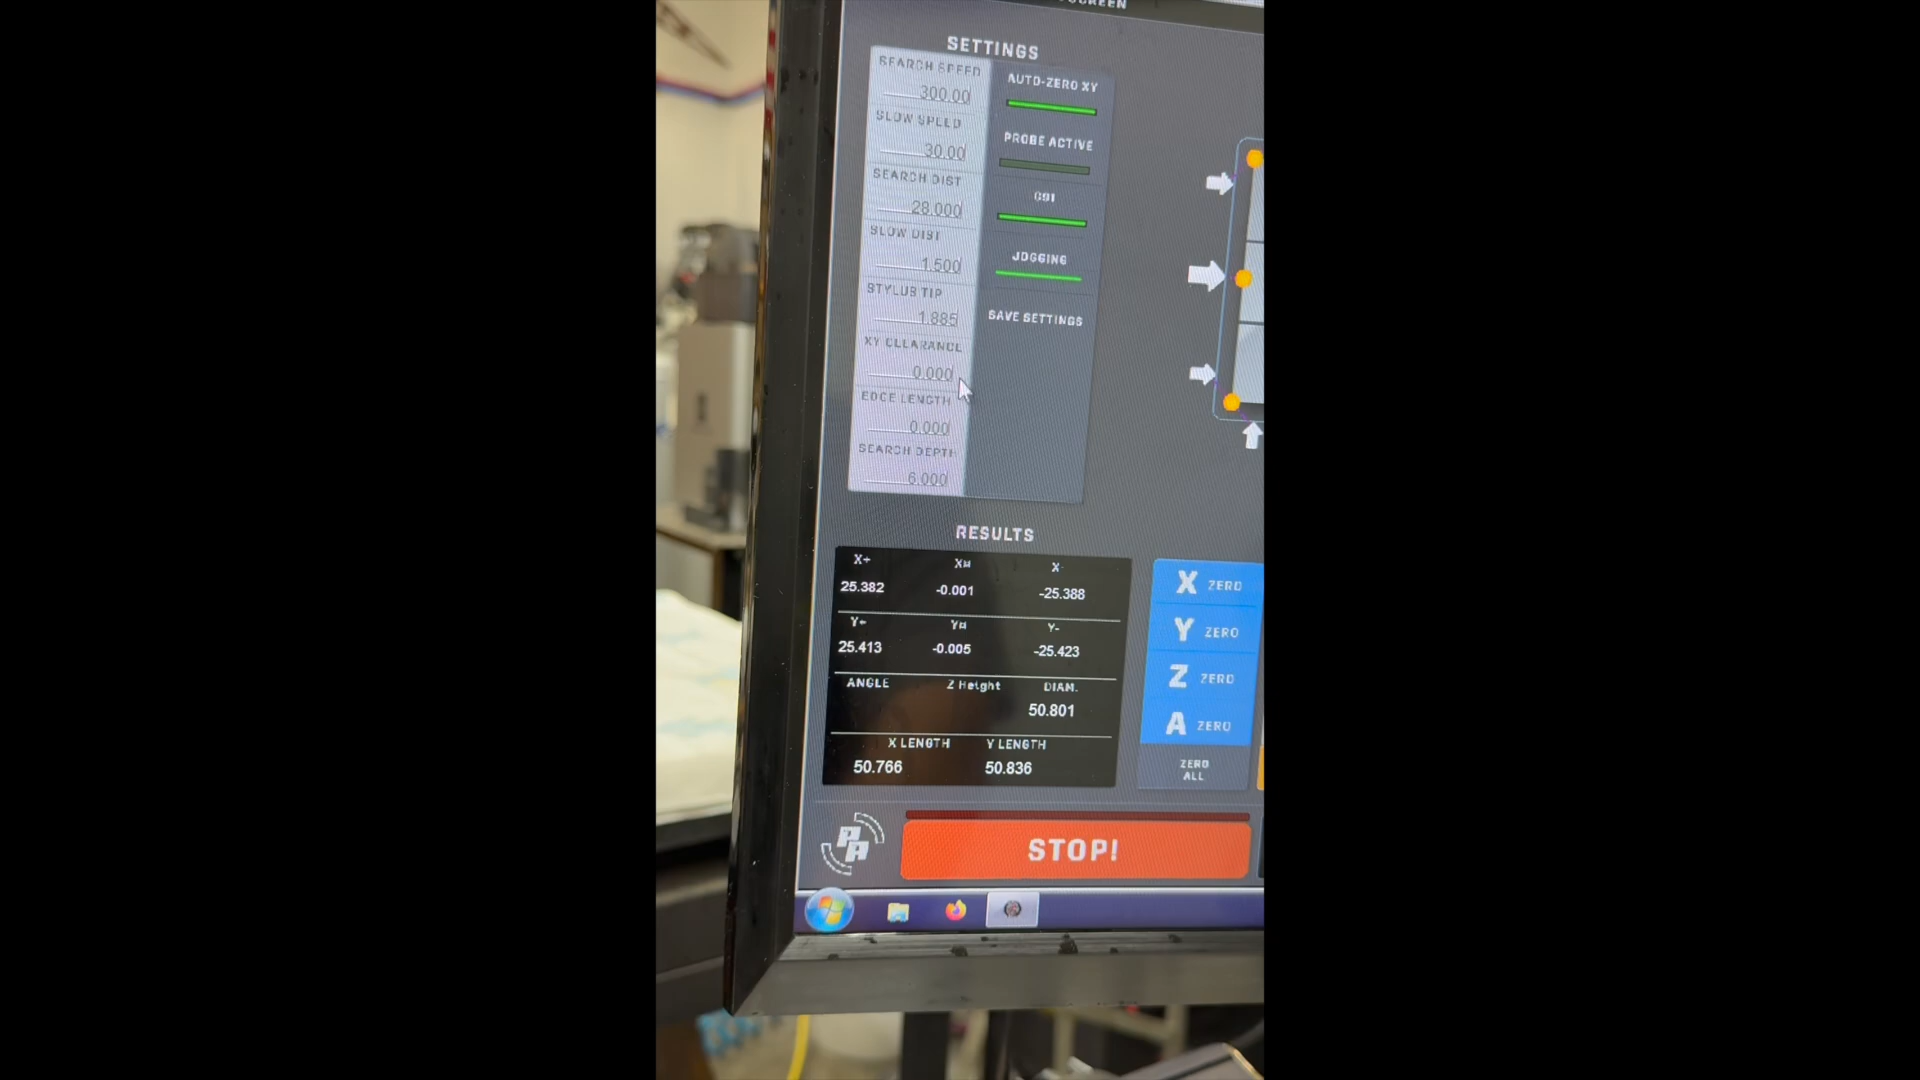 SETTINGS
SEARCH SPEED
300.00
SLOW SPEED
30.00
SEARCH DIST
28.000
SLOW DIST
1.500
STYLUS TIP
1.885
XY CLEARANCE
0.000
EDGE LENGTH
0.000
SEARCH DEPTH
6.000
AUTO-ZERO XY
PROBE ACTIVE
G91
JOGGING
SAVE SETTINGS
RESULTS
X+ X¤ X-
25.382 -0.001 -25.388
Y+ Y¤ Y-
25.413 -0.005 -25.423
ANGLE Z Height DIAM.
50.801
X LENGTH Y LENGTH
50.766 50.836
X ZERO
Y ZERO
Z ZERO
A ZERO
ZERO
ALL
PA
STOP!